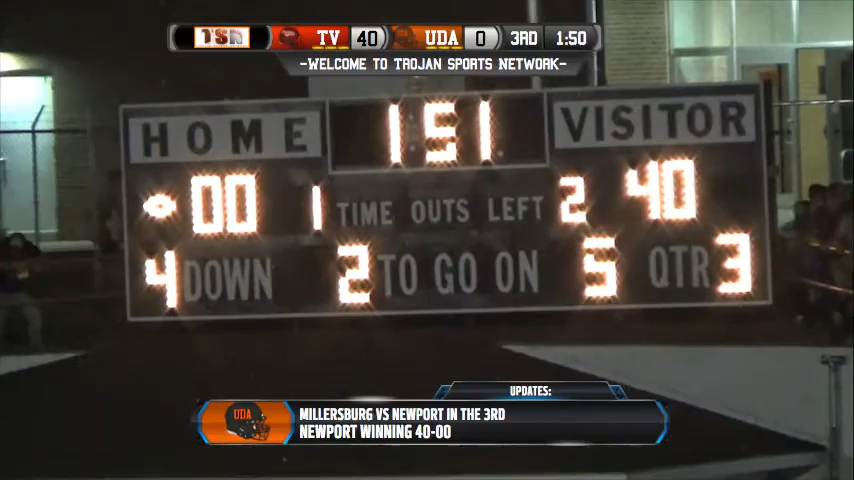 TSN TV 40 UDA 0 3RD 1:50
-WELCOME TO TROJAN SPORTS NETWORK-
HOME 151 VISITOR
00 1 TIME OUTS LEFT 2 40
4 DOWN 2 TO GO ON 5 QTR 3
UPDATES:
UDA
MILLERSBURG VS NEWPORT IN THE 3RD
NEWPORT WINNING 40-00